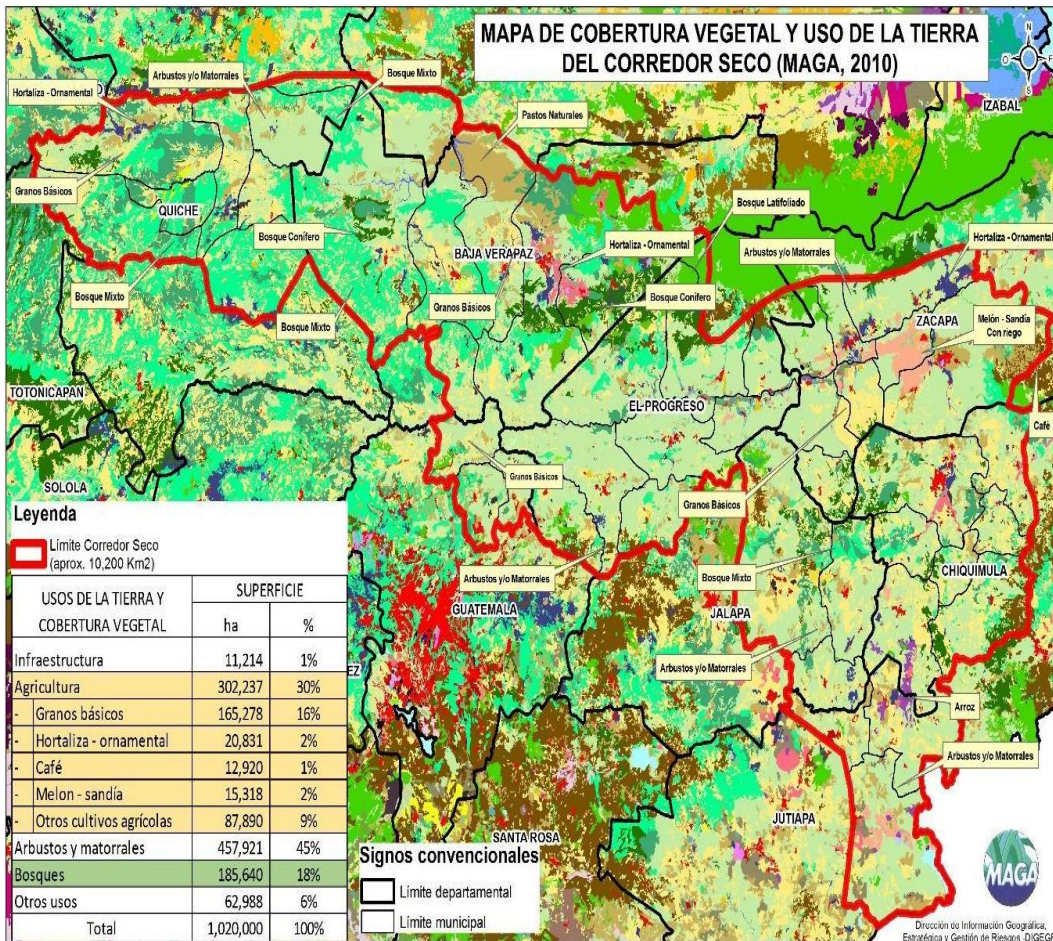 MAPA DE COBERTURA VEGETAL Y USO DE LA TIERRA
DEL CORREDOR SECO (MAGA, 2010)
N
O
E
S
IZABAL
Arbustos y/o Matorrales
Bosque Mixto
Hortaliza - Ornamental
Pastos Naturales
Granos Básicos
QUICHE
Bosque Conífero
BAJA VERAPAZ
Hortaliza - Ornamental
Bosque Latifoliado
Arbustos y/o Matorrales
Hortaliza - Ornamental
Bosque Mixto
Bosque Mixto
Granos Básicos
Bosque Conífero
ZACAPA
Melón - Sandía
Con riego
TOTONICAPAN
EL PROGRESO
Café
SOLOLA
Granos Básicos
Granos Básicos
Arbustos y/o Matorrales
GUATEMALA
Bosque Mixto
JALAPA
CHIQUIMULA
Arbustos y/o Matorrales
Arroz
Arbustos y/o Matorrales
EZ
SANTA ROSA
JUTIAPA
Leyenda
Límite Corredor Seco
(aprox. 10,200 Km2)
USOS DE LA TIERRA Y COBERTURA VEGETAL SUPERFICIE
ha %
Infraestructura 11,214 1%
Agricultura 302,237 30%
- Granos básicos 165,278 16%
- Hortaliza - ornamental 20,831 2%
- Café 12,920 1%
- Melon - sandía 15,318 2%
- Otros cultivos agrícolas 87,890 9%
Arbustos y matorrales 457,921 45%
Bosques 185,640 18%
Otros usos 62,988 6%
Total 1,020,000 100%
Signos convencionales
Límite departamental
Límite municipal
MAGA
Dirección de Información Geográfica,
Estratégica y Gestión de Riesgos -DIGEGR